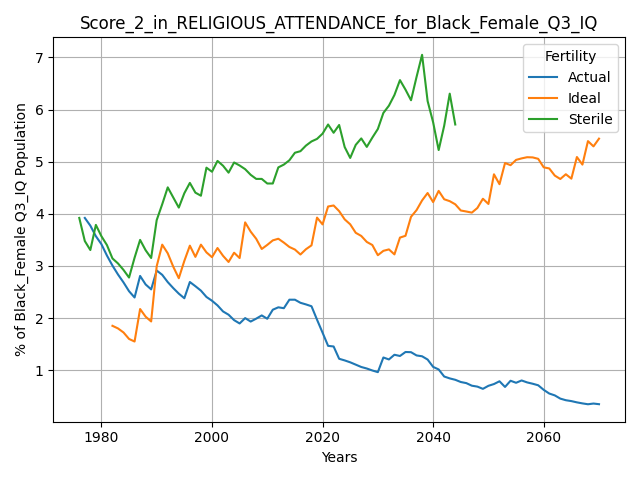 Score_2_in_RELIGIOUS_ATTENDANCE_for_Black_Female_Q3_IQ
% of Black_Female Q3_IQ Population
7
6
5
4
3
2
1
Fertility
Actual
Ideal
Sterile
1980
2000
2020
2040
2060
Years